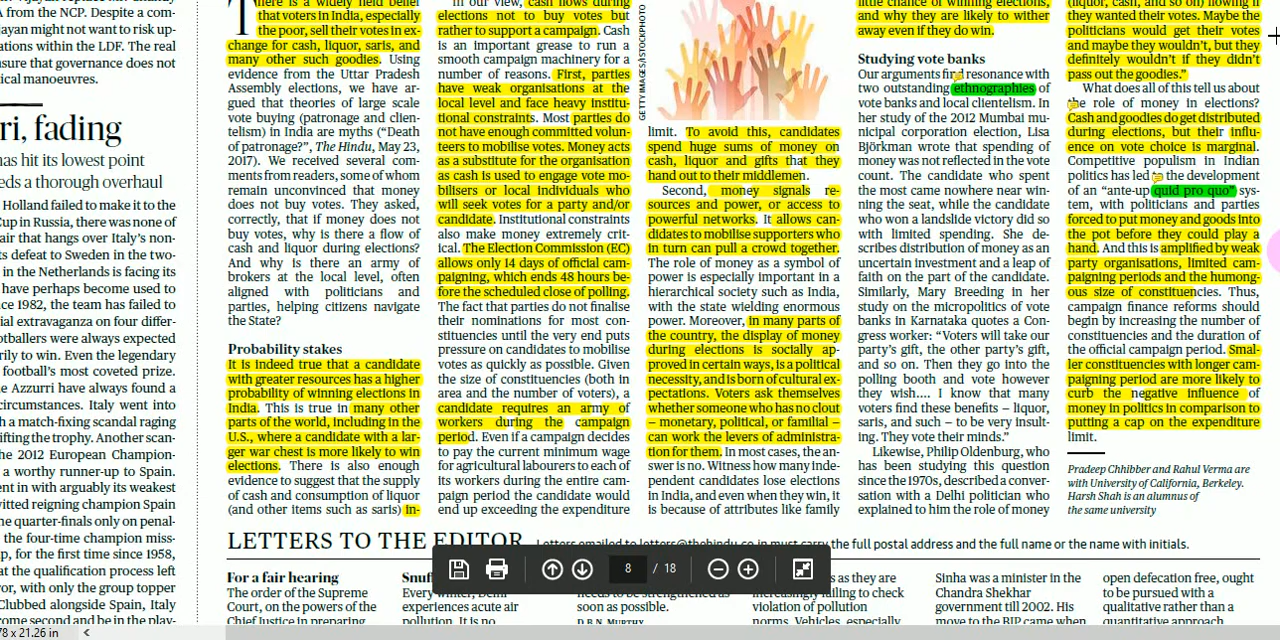 A from the NCP. Despite a com-
ayan might not want to risk up-
ations within the LDF. The real
nsure that governance does not
ical manoeuvres.
ri, fading
has hit its lowest point
eds a thorough overhaul
Holland failed to make it to the
Cup in Russia, there was none of
air that hangs over Italy's non-
ts defeat to Sweden in the two-
in the Netherlands is facing its
have perhaps become used to
ce 1982, the team has failed to
ial extravaganza on four differ-
otballers were always expected
rily to win. Even the legendary
football's most coveted prize.
e Azzurri have always found a
circumstances. Italy went into
h a match-fixing scandal raging
ifting the trophy. Another scan-
he 2012 European Champion-
a worthy runner-up to Spain.
ent in with arguably its weakest
itted reigning champion Spain
he quarter-finals only on penal-
the four-time champion miss-
p, for the first time since 1958,
at the qualification process left
or, with only the group topper
Clubbed alongside Spain, Italy
ome second and be in the play-
There is a widely held belief
that voters in India, especially
the poor, sell their votes in ex-
change for cash, liquor, saris, and
many other such goodies. Using
evidence from the Uttar Pradesh
Assembly elections, we have ar-
gued that theories of large scale
vote buying (patronage and clien-
telism) in India are myths ("Death
of patronage?", The Hindu, May 23,
2017). We received several com-
ments from readers, some of whom
remain unconvinced that money
does not buy votes. They asked,
correctly, that if money does not
buy votes, why is there a flow of
cash and liquor during elections?
And why is there an army of
brokers at the local level, often
aligned with politicians and
parties, helping citizens navigate
the State?
Probability stakes
It is indeed true that a candidate
with greater resources has a higher
probability of winning elections in
India. This is true in many other
parts of the world, including in the
U.S., where a candidate with a lar-
ger war chest is more likely to win
elections. There is also enough
evidence to suggest that the supply
of cash and consumption of liquor
(and other items such as saris) in-
In our view, cash flows during
elections not to buy votes but
rather to support a campaign. Cash
is an important grease to run a
smooth campaign machinery for a
number of reasons. First, parties
have weak organisations at the
local level and face heavy institu-
tional constraints. Most parties do
not have enough committed volun-
teers to mobilise votes. Money acts
as a substitute for the organisation
as cash is used to engage vote mo-
bilisers or local individuals who
will seek votes for a party and/or
candidate. Institutional constraints
also make money extremely crit-
ical. The Election Commission (EC)
allows only 14 days of official cam-
paigning, which ends 48 hours be-
fore the scheduled close of polling.
The fact that parties do not finalise
their nominations for most con-
stituencies until the very end puts
pressure on candidates to mobilise
votes as quickly as possible. Given
the size of constituencies (both in
area and the number of voters), a
candidate requires an army of
workers during the campaign
period. Even if a campaign decides
to pay the current minimum wage
for agricultural labourers to each of
its workers during the entire cam-
paign period the candidate would
end up exceeding the expenditure
GETTY IMAGES/ISTOCKPHOTO
limit. To avoid this, candidates
spend huge sums of money on
cash, liquor and gifts that they
hand out to their middlemen.
Second, money signals re-
sources and power, or access to
powerful networks. It allows can-
didates to mobilise supporters who
in turn can pull a crowd together.
The role of money as a symbol of
power is especially important in a
hierarchical society such as India,
with the state wielding enormous
power. Moreover, in many parts of
the country, the display of money
during elections is socially ap-
proved in certain ways, is a political
necessity, and is born of cultural ex-
pectations. Voters ask themselves
whether someone who has no clout
– monetary, political, or familial –
can work the levers of administra-
tion for them. In most cases, the an-
swer is no. Witness how many inde-
pendent candidates lose elections
in India, and even when they win, it
is because of attributes like family
little chance of winning elections,
and why they are likely to wither
away even if they do win.
Studying vote banks
Our arguments find resonance with
two outstanding ethnographies of
vote banks and local clientelism. In
her study of the 2012 Mumbai mu-
nicipal corporation election, Lisa
Björkman wrote that spending of
money was not reflected in the vote
count. The candidate who spent
the most came nowhere near win-
ning the seat, while the candidate
who won a landslide victory did so
with limited spending. She de-
scribes distribution of money as an
uncertain investment and a leap of
faith on the part of the candidate.
Similarly, Mary Breeding in her
study on the micropolitics of vote
banks in Karnataka quotes a Con-
gress worker: "Voters will take our
party's gift, the other party's gift,
and so on. Then they go into the
polling booth and vote however
they wish.... I know that many
voters find these benefits – liquor,
saris, and such – to be very insult-
ing. They vote their minds."
Likewise, Philip Oldenburg, who
has been studying this question
since the 1970s, described a conver-
sation with a Delhi politician who
explained to him the role of money
(liquor, cash, and so on) flowing if
they wanted their votes. Maybe the
politicians would get their votes
and maybe they wouldn't, but they
definitely wouldn't if they didn't
pass out the goodies."
What does all of this tell us about
the role of money in elections?
Cash and goodies do get distributed
during elections, but their influ-
ence on vote choice is marginal.
Competitive populism in Indian
politics has led to the development
of an "ante-up quid pro quo" sys-
tem, with politicians and parties
forced to put money and goods into
the pot before they could play a
hand. And this is amplified by weak
party organisations, limited cam-
paigning periods and the humong-
ous size of constituencies. Thus,
campaign finance reforms should
begin by increasing the number of
constituencies and the duration of
the official campaign period. Smal-
ler constituencies with longer cam-
paigning period are more likely to
curb the negative influence of
money in politics in comparison to
putting a cap on the expenditure
limit.
Pradeep Chhibber and Rahul Verma are
with University of California, Berkeley.
Harsh Shah is an alumnus of
the same university
LETTERS TO THE EDITOR Letters emailed to letters@thehindu.co.in must carry the full postal address and the full name or the name with initials.
For a fair hearing
The order of the Supreme
Court, on the powers of the
Chief Justice in preparing
Every winter, Delhi
experiences acute air
pollution. It is no
soon as possible.
D.B.N. MURTHY
as they are
increasingly failing to check
violation of pollution
norms. Vehicles, especially
Sinha was a minister in the
Chandra Shekhar
government till 2002. His
move to the BJP came when
open defecation free, ought
to be pursued with a
qualitative rather than a
quantitative approach
8 / 18
78 x 21.26 in